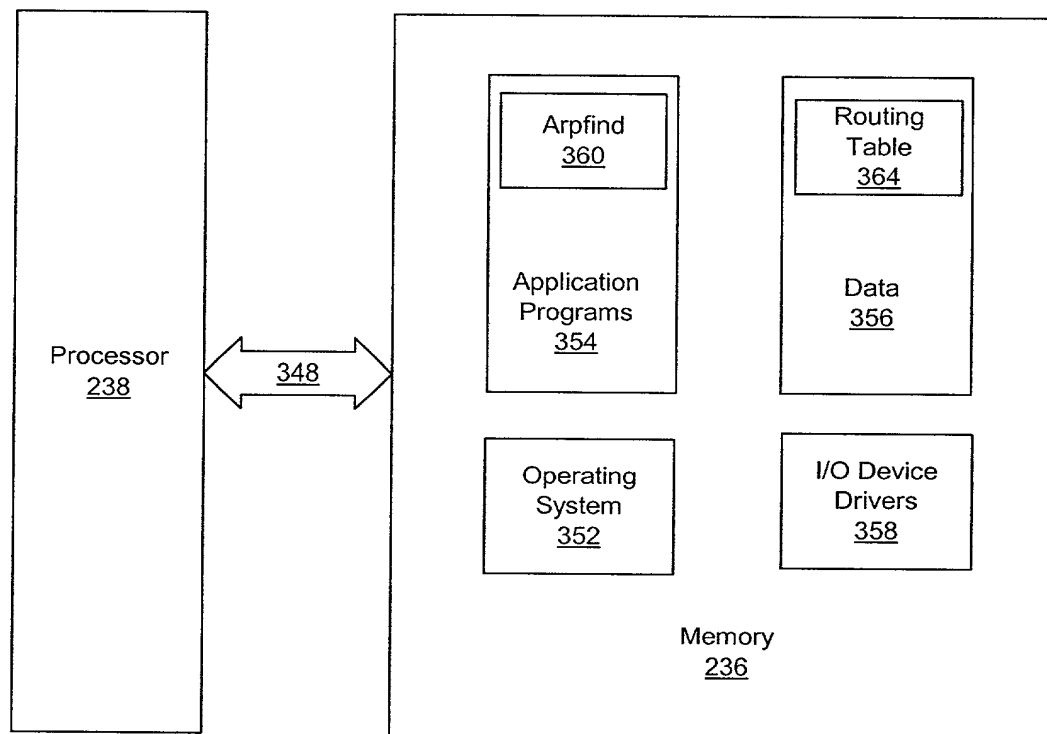 Processor
238
348
Arpfind
360
Application
Programs
354
Routing
Table
364
Data
356
Operating
System
352
I/O Device
Drivers
358
Memory
236